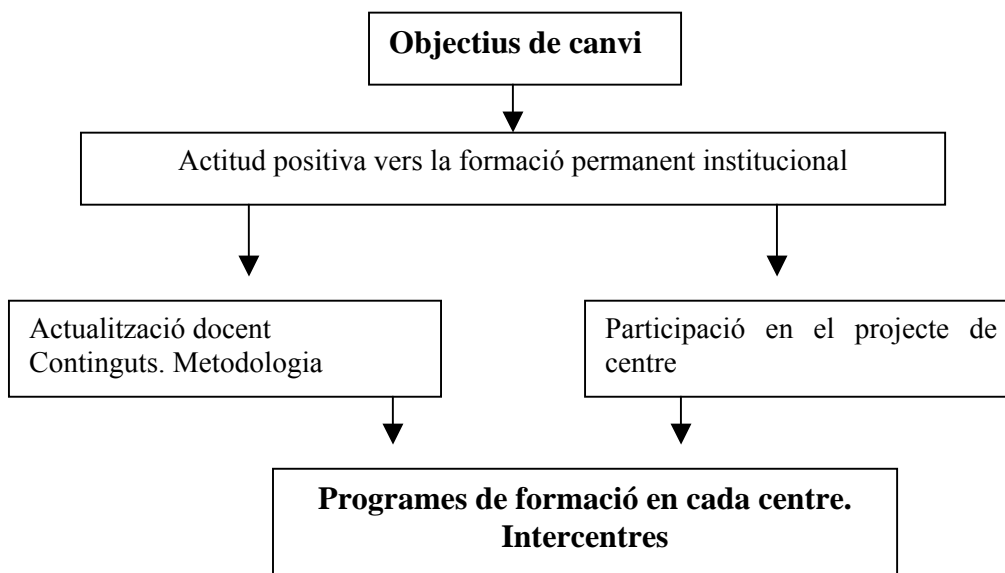 Objectius de canvi
Actitud positiva vers la formació permanent institucional
Actualització docent
Continguts. Metodologia
Participació en el projecte de
centre
Programes de formació en cada centre.
Intercentres